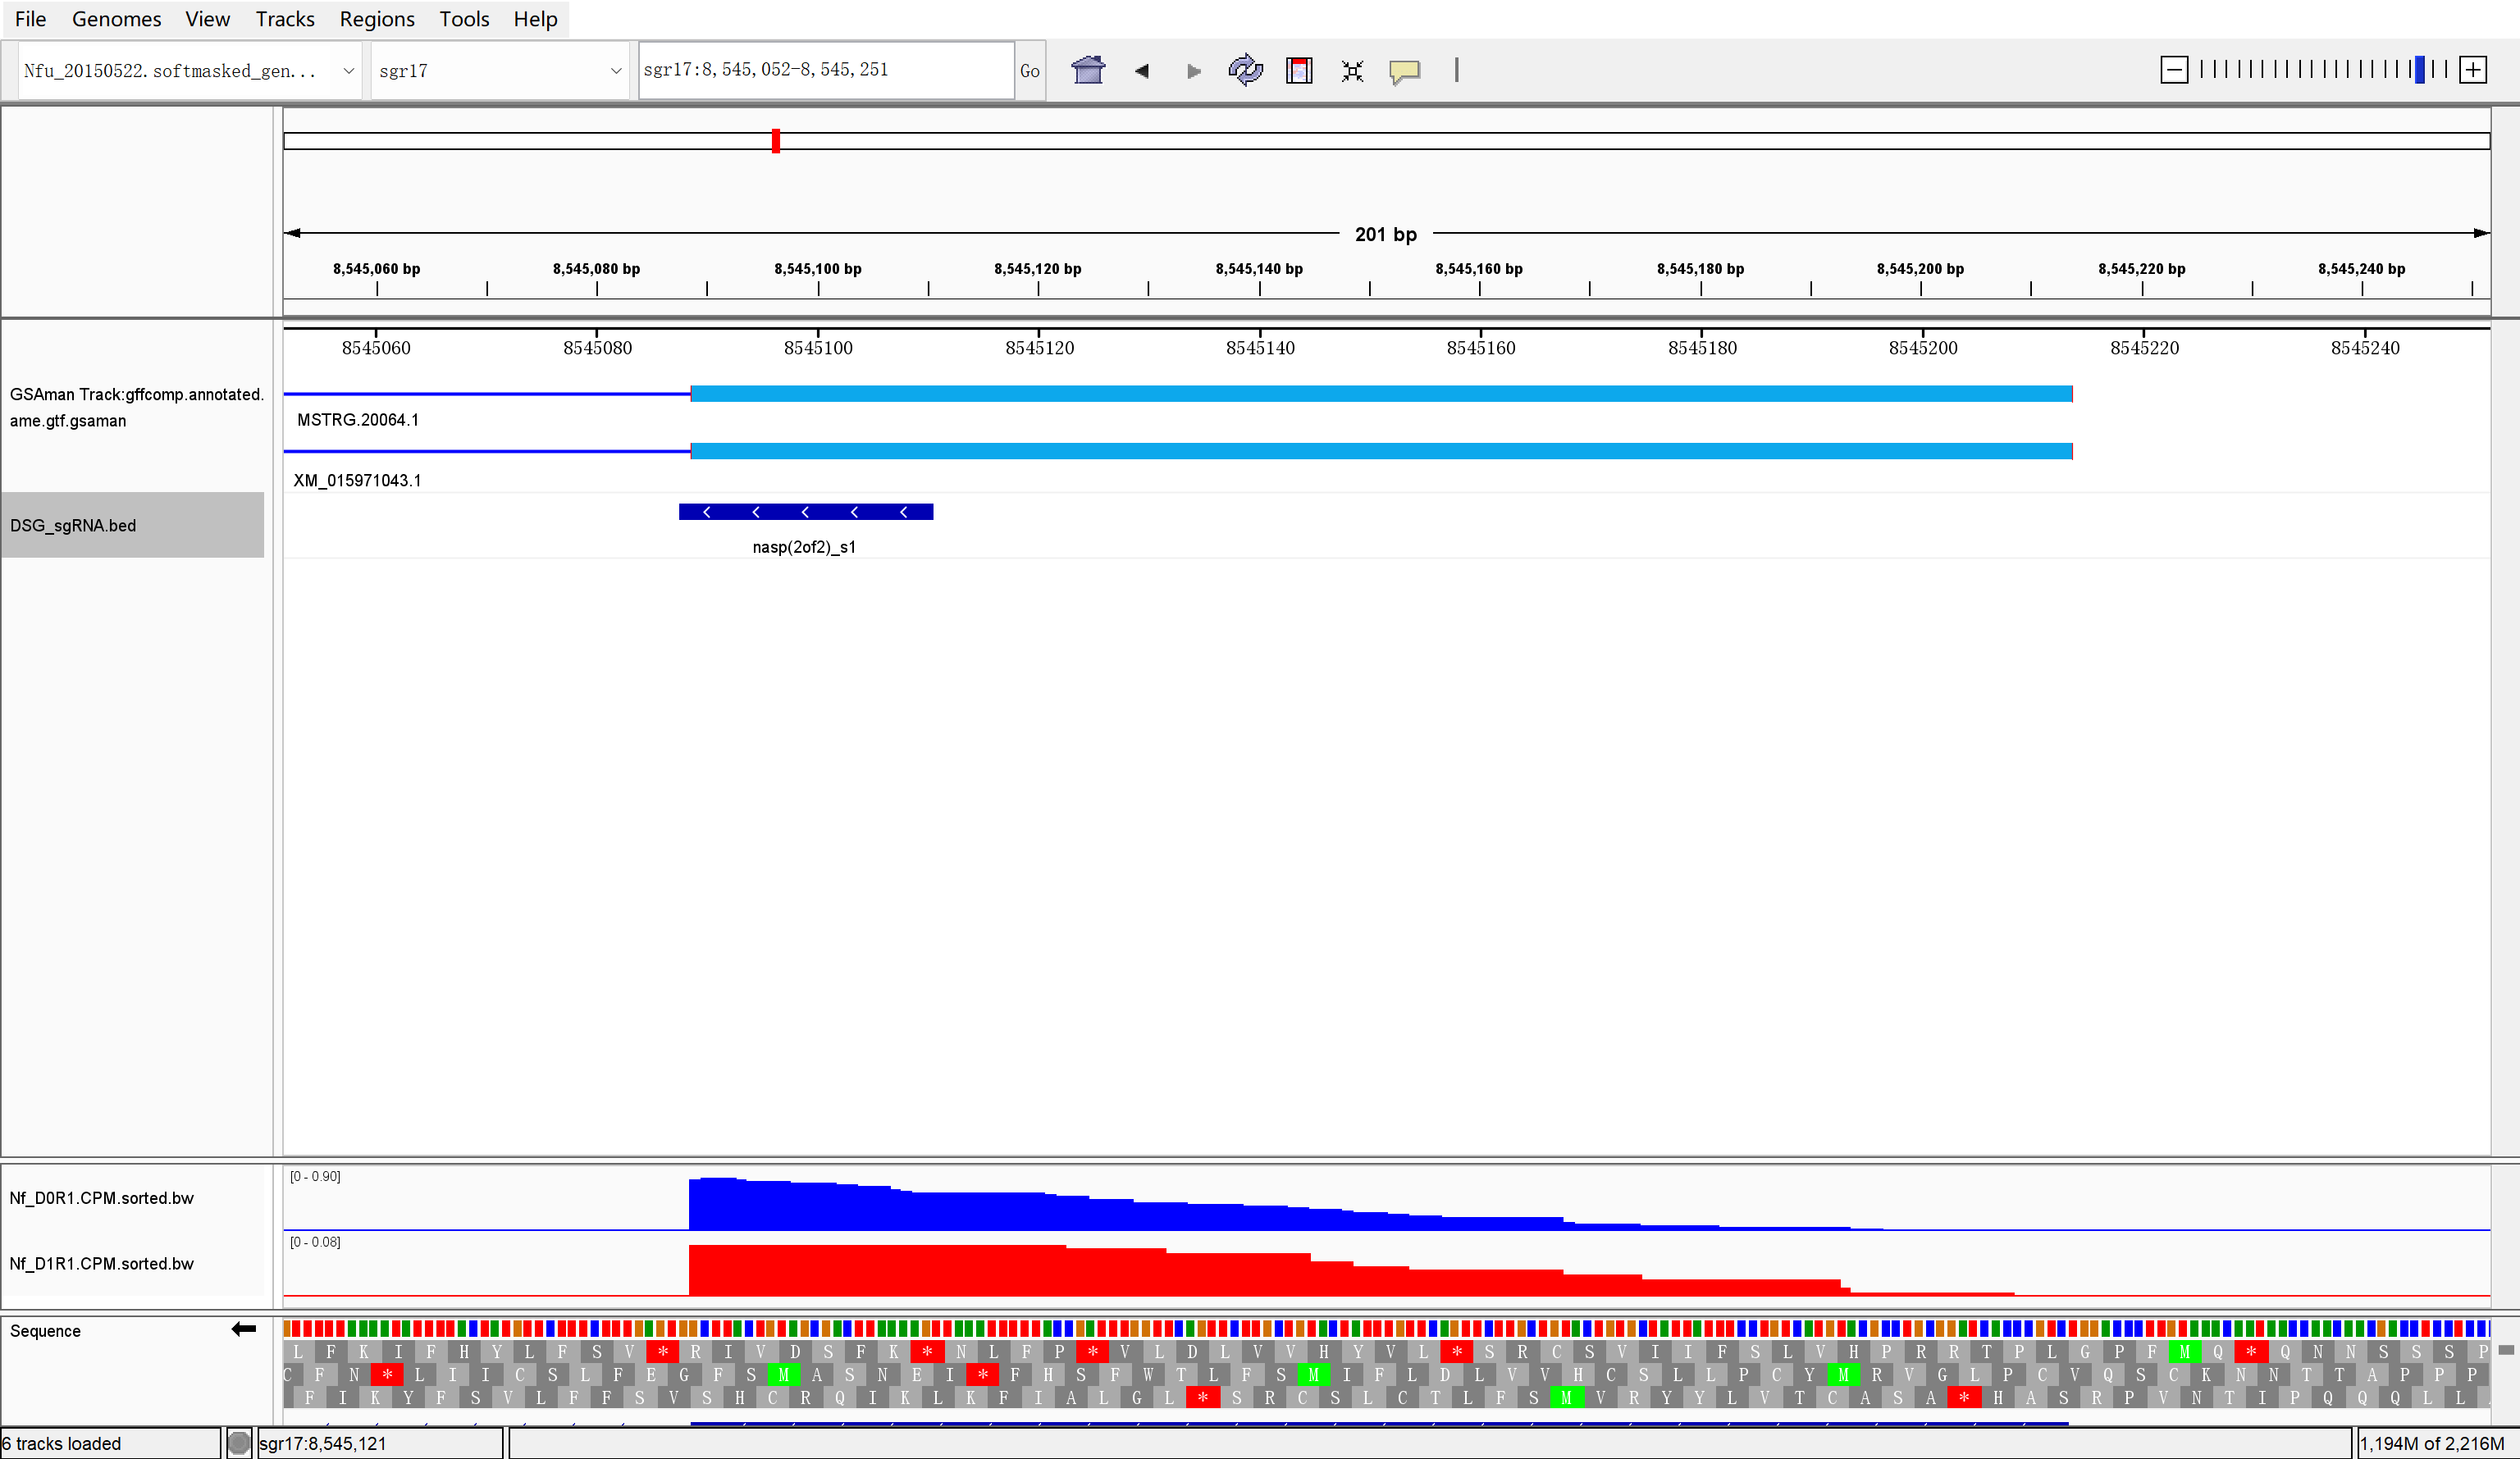 File Genomes View Tracks Regions Tools Help
Nfu_20150522.softmasked_gen... sgr17 sgr17:8,545,052-8,545,251 Go
201 bp
8,545,060 bp 8,545,080 bp 8,545,100 bp 8,545,120 bp 8,545,140 bp 8,545,160 bp 8,545,180 bp 8,545,200 bp 8,545,220 bp 8,545,240 bp
8545060 8545080 8545100 8545120 8545140 8545160 8545180 8545200 8545220 8545240
GSAman Track:gffcomp.annotated.
ame.gtf.gsaman
MSTRG.20064.1
XM_015971043.1
DSG_sgRNA.bed
nasp(2of2)_s1
[0 - 0.90]
Nf_D0R1.CPM.sorted.bw
[0 - 0.08]
Nf_D1R1.CPM.sorted.bw
Sequence
L F K I F H Y L F S V * R I V D S F K * N L F P * V L D L V V H Y V L * S R C S V I I F S L V H P R R T P L G P F M Q * Q N N S S S P
C F N * L I I C S L F E G F S M A S N E I * F H S F W T L F S M I F L D L V V H C S L L P C Y M R V G L P C V Q S C K N N T T A P P P
F I K Y F S V L F F S V S H C R Q I K L K F I A L G L * S R C S L C T L F S M V R Y Y L V T C A S A * H A S R P V N T I P Q Q Q L L
6 tracks loaded sgr17:8,545,121 1,194M of 2,216M